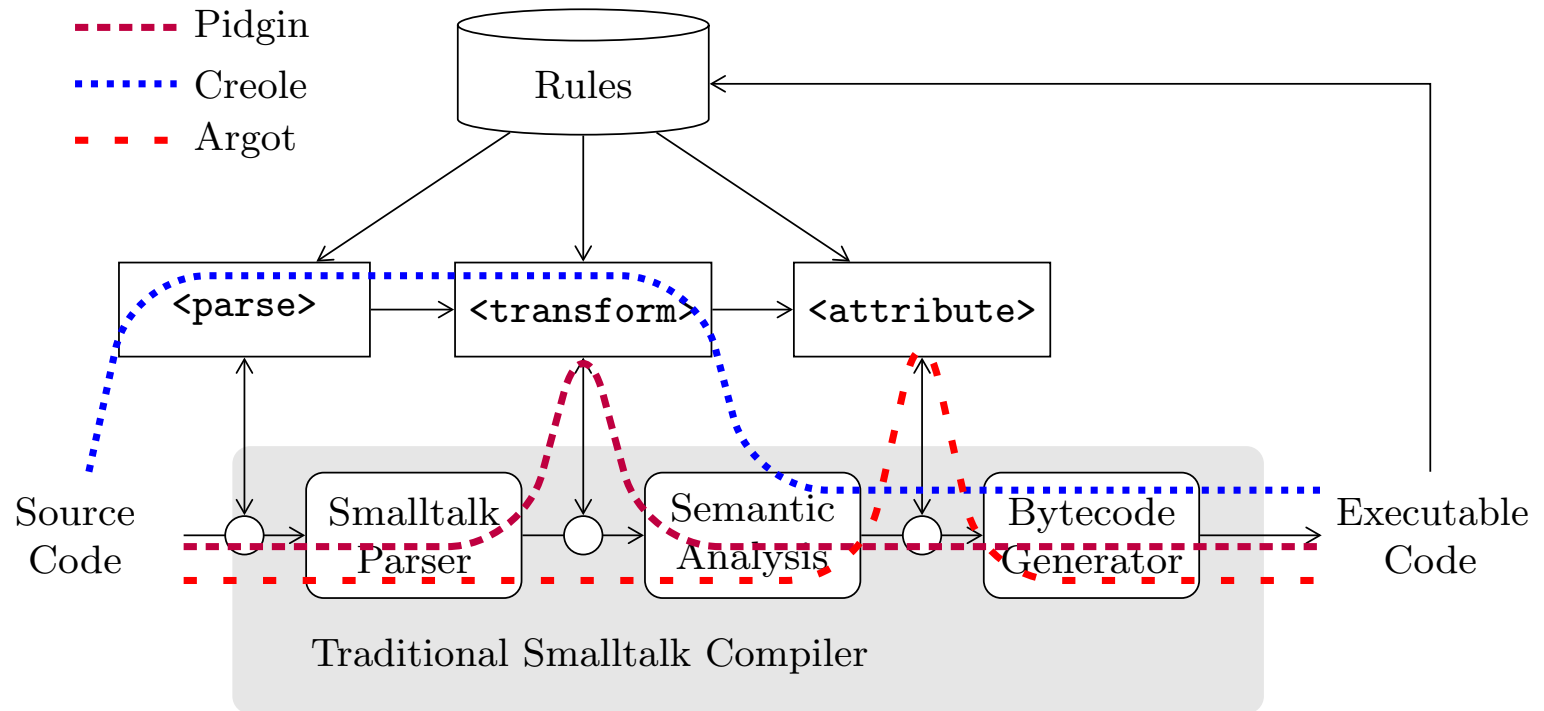 Pidgin
Creole
Argot
Rules
<parse>
<transform>
<attribute>
Source
Code
Smalltalk
Parser
Semantic
Analysis
Bytecode
Generator
Executable
Code
Traditional Smalltalk Compiler